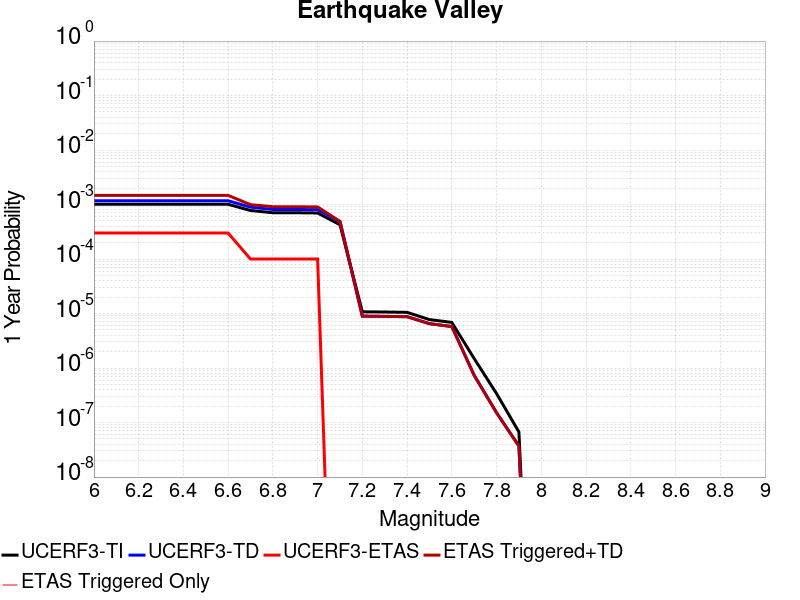 Earthquake Valley
10^0
10^-1
10^-2
10^-3
10^-4
10^-5
10^-6
10^-7
10^-8
1 Year Probability
6 6.2 6.4 6.6 6.8 7 7.2 7.4 7.6 7.8 8 8.2 8.4 8.6 8.8 9
Magnitude
UCERF3-TI UCERF3-TD UCERF3-ETAS ETAS Triggered+TD
ETAS Triggered Only